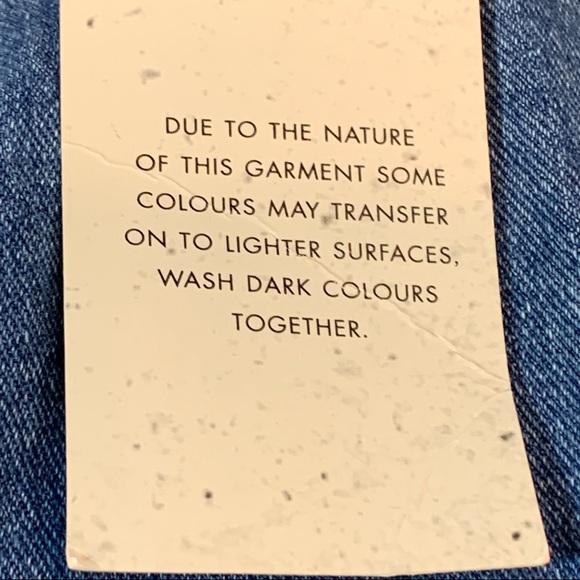 DUE TO THE NATURE
OF THIS GARMENT SOME
COLOURS MAY TRANSFER
ON TO LIGHTER SURFACES,
WASH DARK COLOURS
TOGETHER.